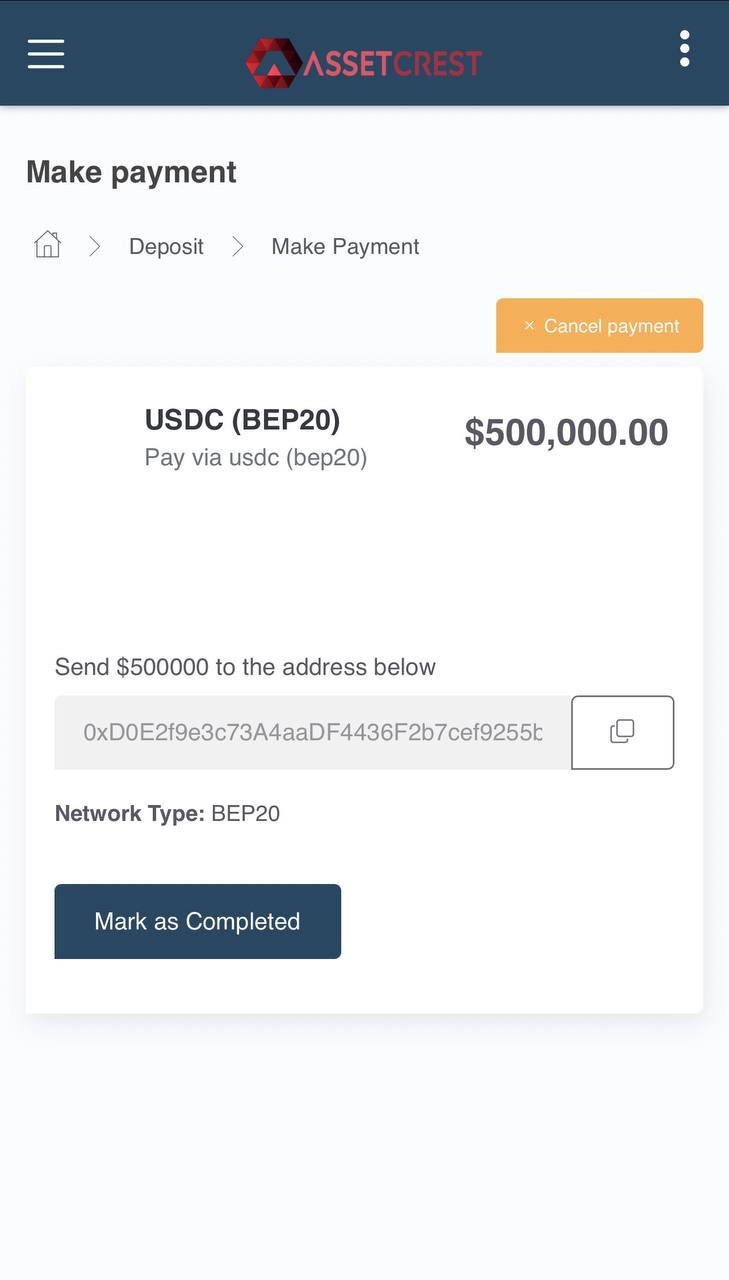 ASSETCREST
Make payment
Deposit
Make Payment
× Cancel payment
USDC (BEP20)
$500,000.00
Pay via usdc (bep20)
Send $500000 to the address below
0xD0E2f9e3c73A4aaDF4436F2b7cef9255b
Network Type: BEP20
Mark as Completed